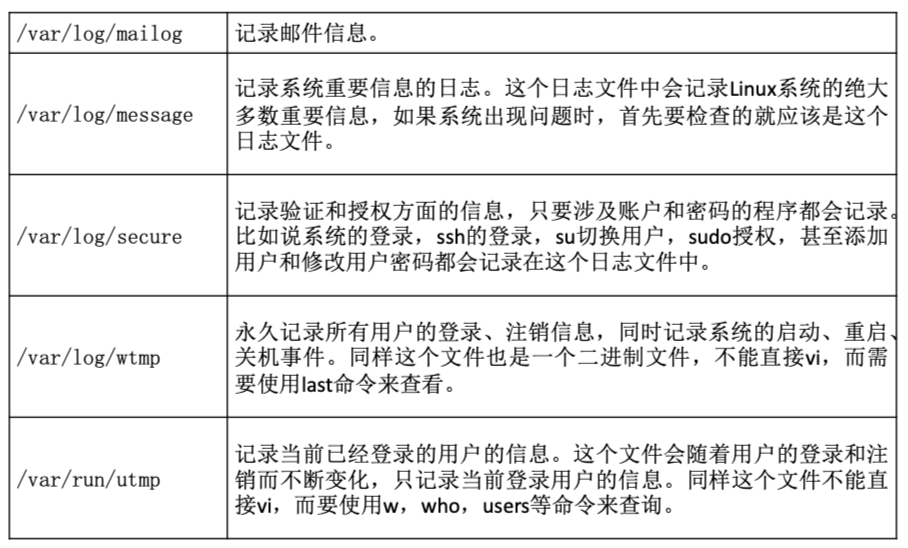 /var/log/mailog 记录邮件信息。
/var/log/message
记录系统重要信息的日志。这个日志文件中会记录Linux系统的绝大
多数重要信息，如果系统出现问题时，首先要检查的就应该是这个
日志文件。
/var/log/secure
记录验证和授权方面的信息，只要涉及账户和密码的程序都会记录。
比如说系统的登录，ssh的登录，su切换用户，sudo授权，甚至添加
用户和修改用户密码都会记录在这个日志文件中。
/var/log/wtmp
永久记录所有用户的登录、注销信息，同时记录系统的启动、重启、
关机事件。同样这个文件也是一个二进制文件，不能直接vi，而需
要使用last命令来查看。
/var/run/utmp
记录当前已经登录的用户的信息。这个文件会随着用户的登录和注
销而不断变化，只记录当前登录用户的信息。同样这个文件不能直
接vi，而要使用w，who，users等命令来查询。